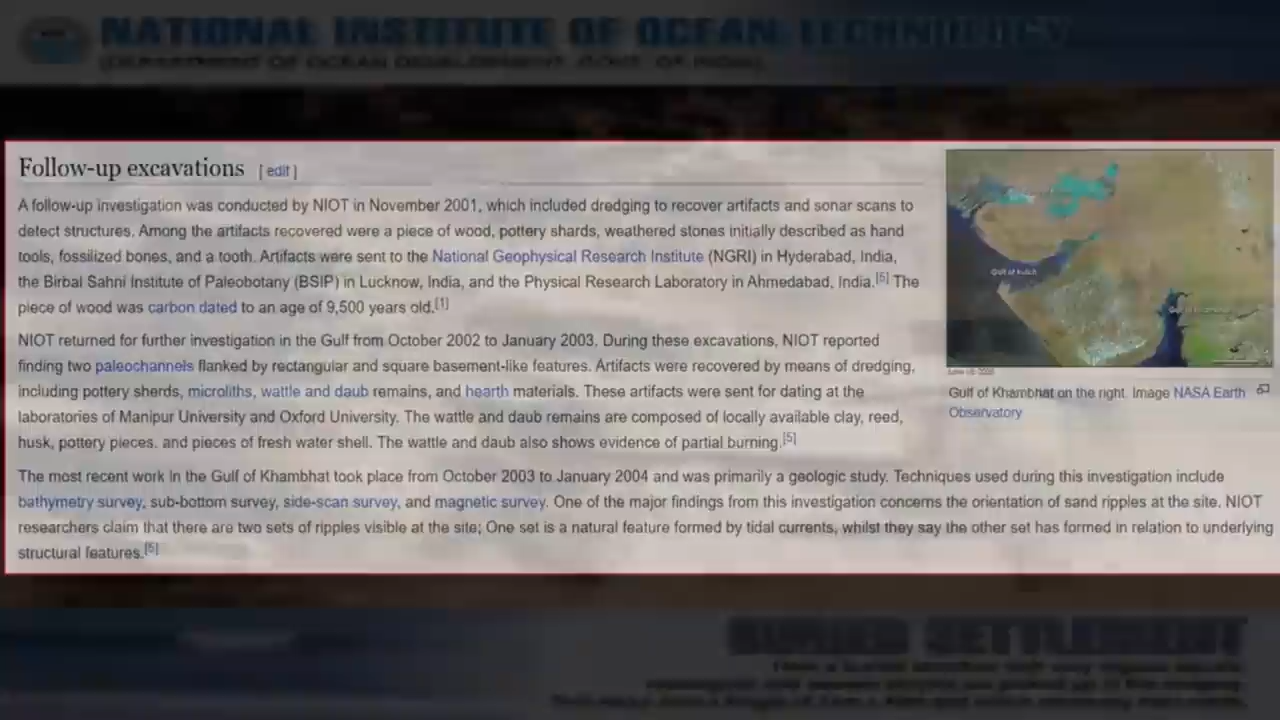 NATIONAL INSTITUTE OF OCEAN TECHNOLOGY
(DEPARTMENT OF OCEAN DEVELOPMENT, GOVT. OF INDIA)
Follow-up excavations [ edit ]
A follow-up investigation was conducted by NIOT in November 2001, which included dredging to recover artifacts and sonar scans to
detect structures. Among the artifacts recovered were a piece of wood, pottery shards, weathered stones initially described as hand
tools, fossilized bones, and a tooth. Artifacts were sent to the National Geophysical Research Institute (NGRI) in Hyderabad, India,
the Birbal Sahni Institute of Paleobotany (BSIP) in Lucknow, India, and the Physical Research Laboratory in Ahmedabad, India.[5] The
piece of wood was carbon dated to an age of 9,500 years old.[1]
NIOT returned for further investigation in the Gulf from October 2002 to January 2003. During these excavations, NIOT reported
finding two paleochannels flanked by rectangular and square basement-like features. Artifacts were recovered by means of dredging,
including pottery sherds, microliths, wattle and daub remains, and hearth materials. These artifacts were sent for dating at the
laboratories of Manipur University and Oxford University. The wattle and daub remains are composed of locally available clay, reed,
husk, pottery pieces, and pieces of fresh water shell. The wattle and daub also shows evidence of partial burning.[5]
The most recent work in the Gulf of Khambhat took place from October 2003 to January 2004 and was primarily a geologic study. Techniques used during this investigation include
bathymetry survey, sub-bottom survey, side-scan survey, and magnetic survey. One of the major findings from this investigation concerns the orientation of sand ripples at the site. NIOT
researchers claim that there are two sets of ripples visible at the site; One set is a natural feature formed by tidal currents, whilst they say the other set has formed in relation to underlying
structural features.[5]
Gulf of Kutch
Gulf of Khambhat on the right. Image NASA Earth
Observatory
BURIED SETTLEMENT